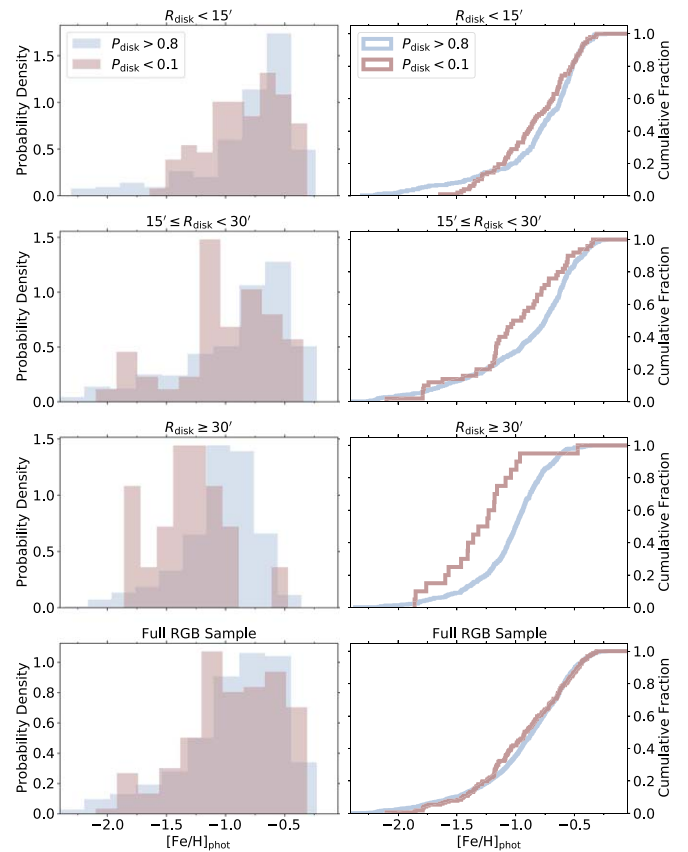 R_disk < 15′
R_disk < 15′
Probability Density
1.5
1.0
0.5
0.0
P_disk > 0.8
P_disk < 0.1
P_disk > 0.8
P_disk < 0.1
1.0
0.8
0.6
0.4
0.2
0.0
Cumulative Fraction
15′ ≤ R_disk < 30′
15′ ≤ R_disk < 30′
Probability Density
1.5
1.0
0.5
0.0
1.0
0.8
0.6
0.4
0.2
0.0
Cumulative Fraction
R_disk ≥ 30′
R_disk ≥ 30′
Probability Density
1.5
1.0
0.5
0.0
1.0
0.8
0.6
0.4
0.2
0.0
Cumulative Fraction
Full RGB Sample
Full RGB Sample
Probability Density
1.0
0.8
0.6
0.4
0.2
0.0
1.0
0.8
0.6
0.4
0.2
0.0
Cumulative Fraction
−2.0 −1.5 −1.0 −0.5
−2.0 −1.5 −1.0 −0.5
[Fe/H]_phot
[Fe/H]_phot